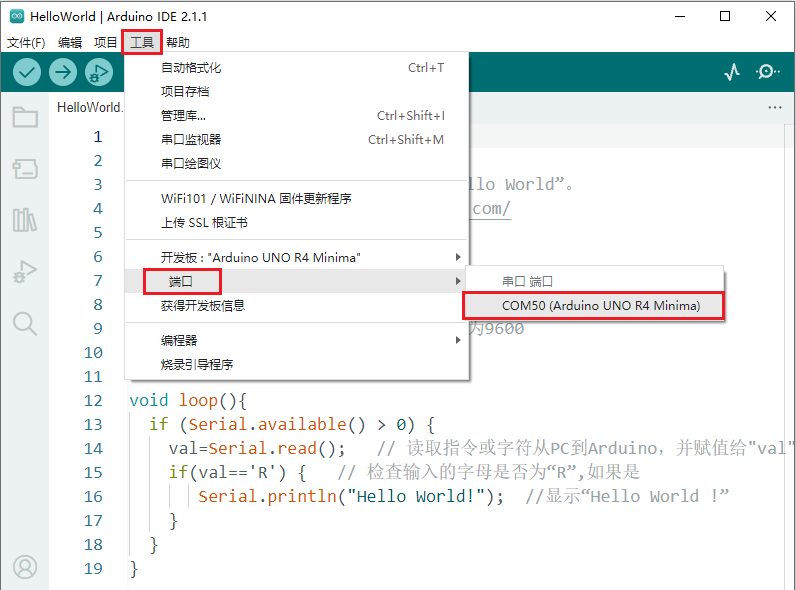 HelloWorld | Arduino IDE 2.1.1
文件(F) 编辑 项目 工具 帮助
HelloWorld.
自动格式化 Ctrl+T
项目存档
管理库... Ctrl+Shift+I
串口监视器 Ctrl+Shift+M
串口绘图仪
WiFi101 / WiFiNINA 固件更新程序
上传 SSL 根证书
开发板 : "Arduino UNO R4 Minima"
端口
获得开发板信息
编程器
烧录引导程序
串口 端口
COM50 (Arduino UNO R4 Minima)
1
2
3 llo World”。
4 com/
5
6
7
8
9 为9600
10
11
12 void loop(){
13 if (Serial.available() > 0) {
14 val=Serial.read(); // 读取指令或字符从PC到Arduino，并赋值给"val"
15 if(val=='R') { // 检查输入的字母是否为“R”,如果是
16 Serial.println("Hello World!"); //显示“Hello World !”
17 }
18 }
19 }